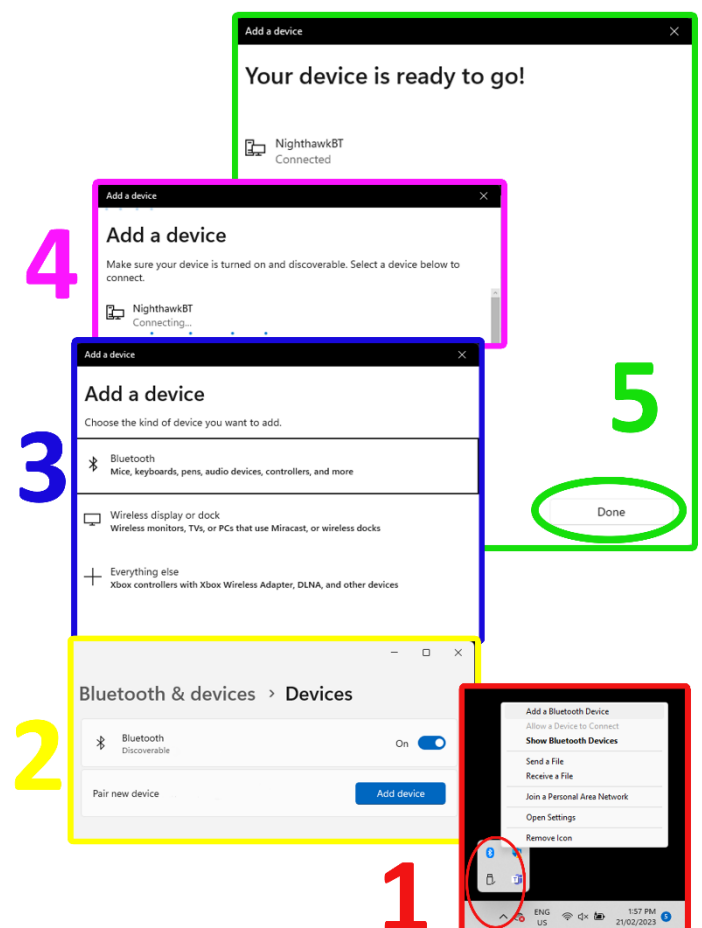 Add a device
Your device is ready to go!
NighthawkBT
Connected
Done
5
4
Add a device
Add a device
Make sure your device is turned on and discoverable. Select a device below to
connect.
NighthawkBT
Connecting...
3
Add a device
Add a device
Choose the kind of device you want to add.
Bluetooth
Mice, keyboards, pens, audio devices, controllers, and more
Wireless display or dock
Wireless monitors, TVs, or PCs that use Miracast, or wireless docks
Everything else
Xbox controllers with Xbox Wireless Adapter, DLNA, and other devices
2
Bluetooth & devices > Devices
Bluetooth
Discoverable
On
Pair new device
Add device
1
Add a Bluetooth Device
Allow a Device to Connect
Show Bluetooth Devices
Send a File
Receive a File
Join a Personal Area Network
Open Settings
Remove Icon
ENG
US
1:57 PM
21/02/2023
5